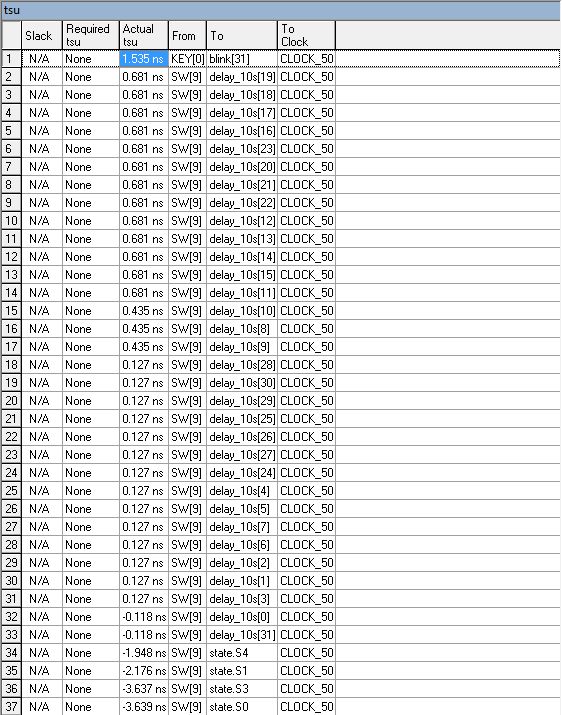 tsu
Slack Required tsu Actual tsu From To To Clock
1 N/A None 1.535 ns KEY[0] blink[31] CLOCK_50
2 N/A None 0.681 ns SW[9] delay_10s[19] CLOCK_50
3 N/A None 0.681 ns SW[9] delay_10s[18] CLOCK_50
4 N/A None 0.681 ns SW[9] delay_10s[17] CLOCK_50
5 N/A None 0.681 ns SW[9] delay_10s[16] CLOCK_50
6 N/A None 0.681 ns SW[9] delay_10s[23] CLOCK_50
7 N/A None 0.681 ns SW[9] delay_10s[20] CLOCK_50
8 N/A None 0.681 ns SW[9] delay_10s[21] CLOCK_50
9 N/A None 0.681 ns SW[9] delay_10s[22] CLOCK_50
10 N/A None 0.681 ns SW[9] delay_10s[12] CLOCK_50
11 N/A None 0.681 ns SW[9] delay_10s[13] CLOCK_50
12 N/A None 0.681 ns SW[9] delay_10s[14] CLOCK_50
13 N/A None 0.681 ns SW[9] delay_10s[15] CLOCK_50
14 N/A None 0.681 ns SW[9] delay_10s[11] CLOCK_50
15 N/A None 0.435 ns SW[9] delay_10s[10] CLOCK_50
16 N/A None 0.435 ns SW[9] delay_10s[8] CLOCK_50
17 N/A None 0.435 ns SW[9] delay_10s[9] CLOCK_50
18 N/A None 0.127 ns SW[9] delay_10s[28] CLOCK_50
19 N/A None 0.127 ns SW[9] delay_10s[30] CLOCK_50
20 N/A None 0.127 ns SW[9] delay_10s[29] CLOCK_50
21 N/A None 0.127 ns SW[9] delay_10s[25] CLOCK_50
22 N/A None 0.127 ns SW[9] delay_10s[26] CLOCK_50
23 N/A None 0.127 ns SW[9] delay_10s[27] CLOCK_50
24 N/A None 0.127 ns SW[9] delay_10s[24] CLOCK_50
25 N/A None 0.127 ns SW[9] delay_10s[4] CLOCK_50
26 N/A None 0.127 ns SW[9] delay_10s[5] CLOCK_50
27 N/A None 0.127 ns SW[9] delay_10s[7] CLOCK_50
28 N/A None 0.127 ns SW[9] delay_10s[6] CLOCK_50
29 N/A None 0.127 ns SW[9] delay_10s[2] CLOCK_50
30 N/A None 0.127 ns SW[9] delay_10s[1] CLOCK_50
31 N/A None 0.127 ns SW[9] delay_10s[3] CLOCK_50
32 N/A None -0.118 ns SW[9] delay_10s[0] CLOCK_50
33 N/A None -0.118 ns SW[9] delay_10s[31] CLOCK_50
34 N/A None -1.948 ns SW[9] state.S4 CLOCK_50
35 N/A None -2.176 ns SW[9] state.S1 CLOCK_50
36 N/A None -3.637 ns SW[9] state.S3 CLOCK_50
37 N/A None -3.639 ns SW[9] state.S0 CLOCK_50